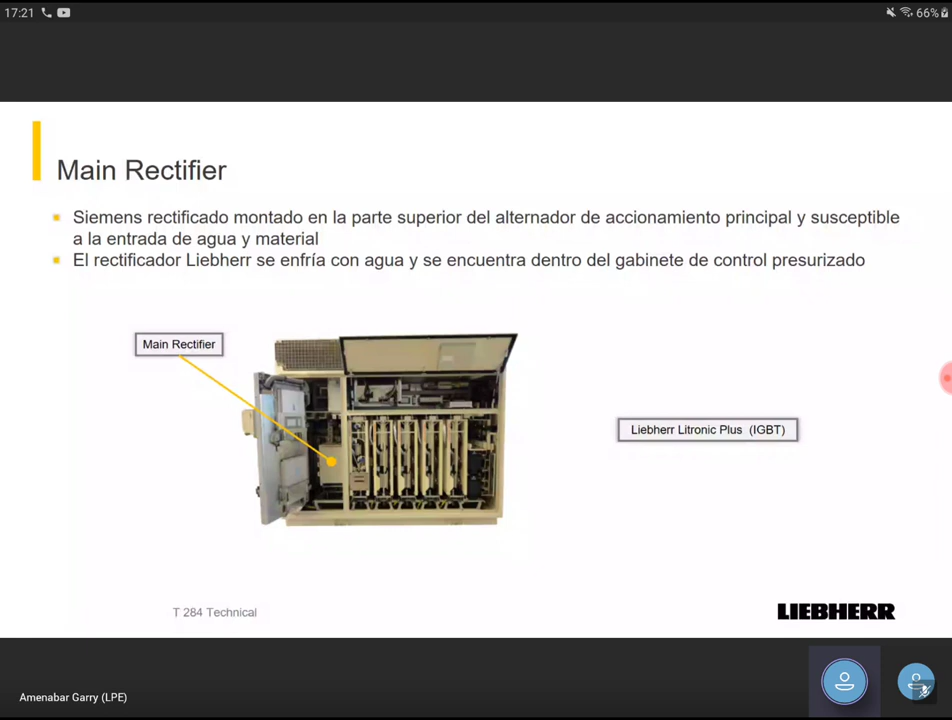 17:21
66%
Main Rectifier
Siemens rectificado montado en la parte superior del alternador de accionamiento principal y susceptible
a la entrada de agua y material
El rectificador Liebherr se enfría con agua y se encuentra dentro del gabinete de control presurizado
Main Rectifier
Liebherr Litronic Plus (IGBT)
T 284 Technical
LIEBHERR
Amenabar Garry (LPE)